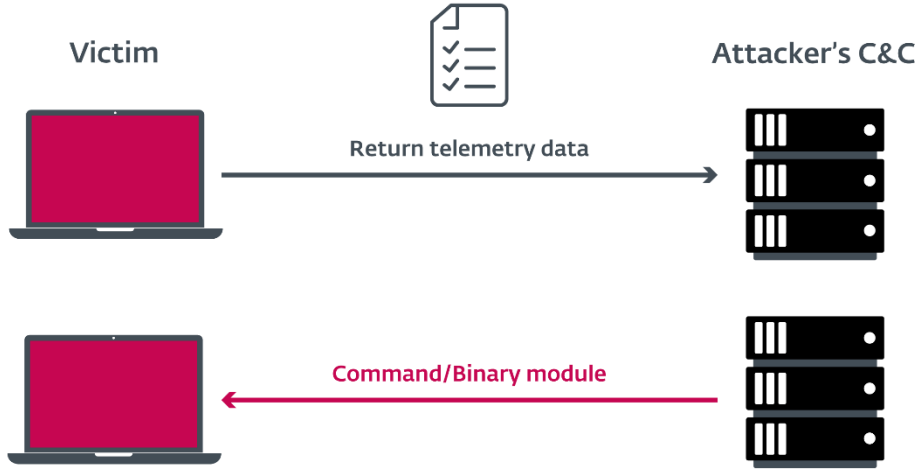 Victim
Attacker's C&C
Return telemetry data
Command/Binary module